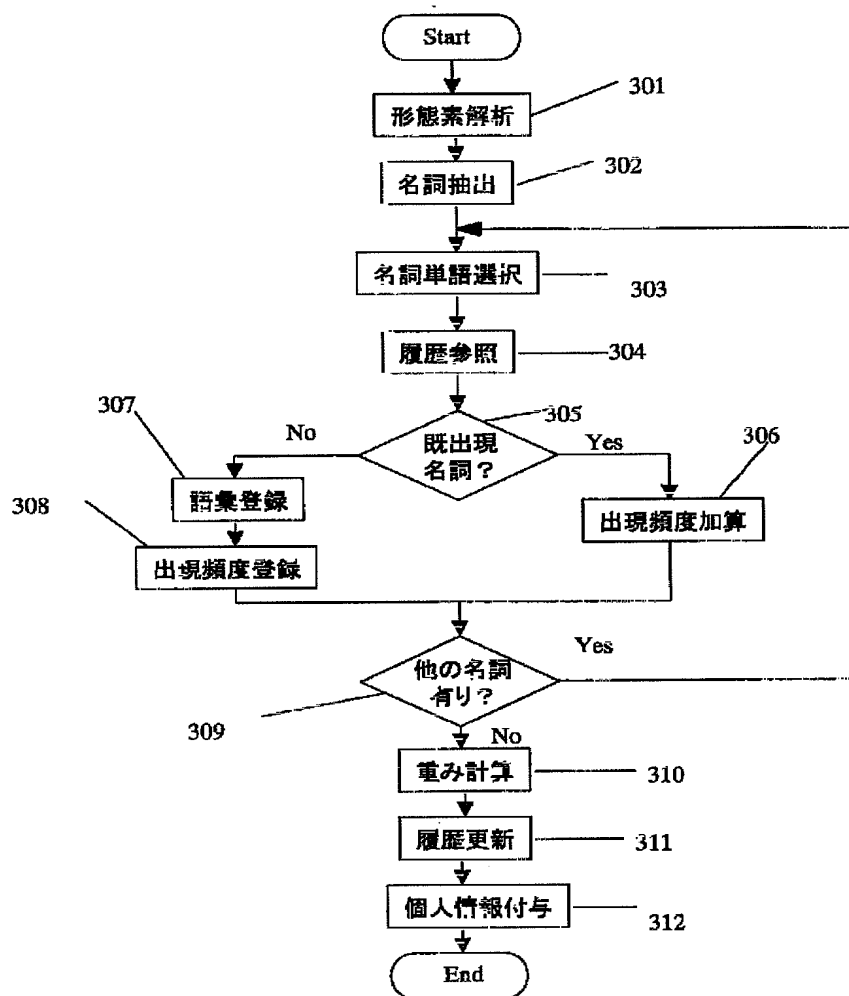 Start
301
形態素解析
302
名詞抽出
名詞単語選択
303
履歴参照
304
305
307
No
既出現
名詞？
Yes
306
308
語彙登録
出現頻度加算
出現頻度登録
他の名詞
有り？
Yes
309
No
重み計算
310
履歴更新
311
個人情報付与
312
End